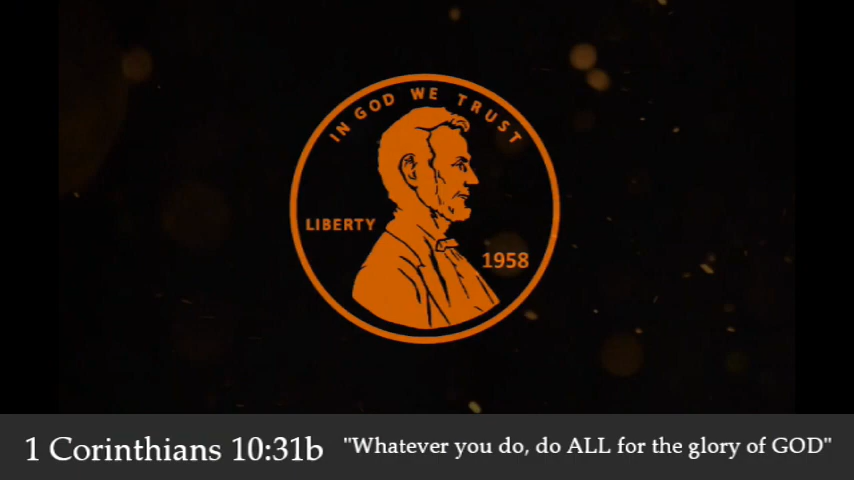 IN GOD WE TRUST
LIBERTY
1958
1 Corinthians 10:31b "Whatever you do, do ALL for the glory of GOD"